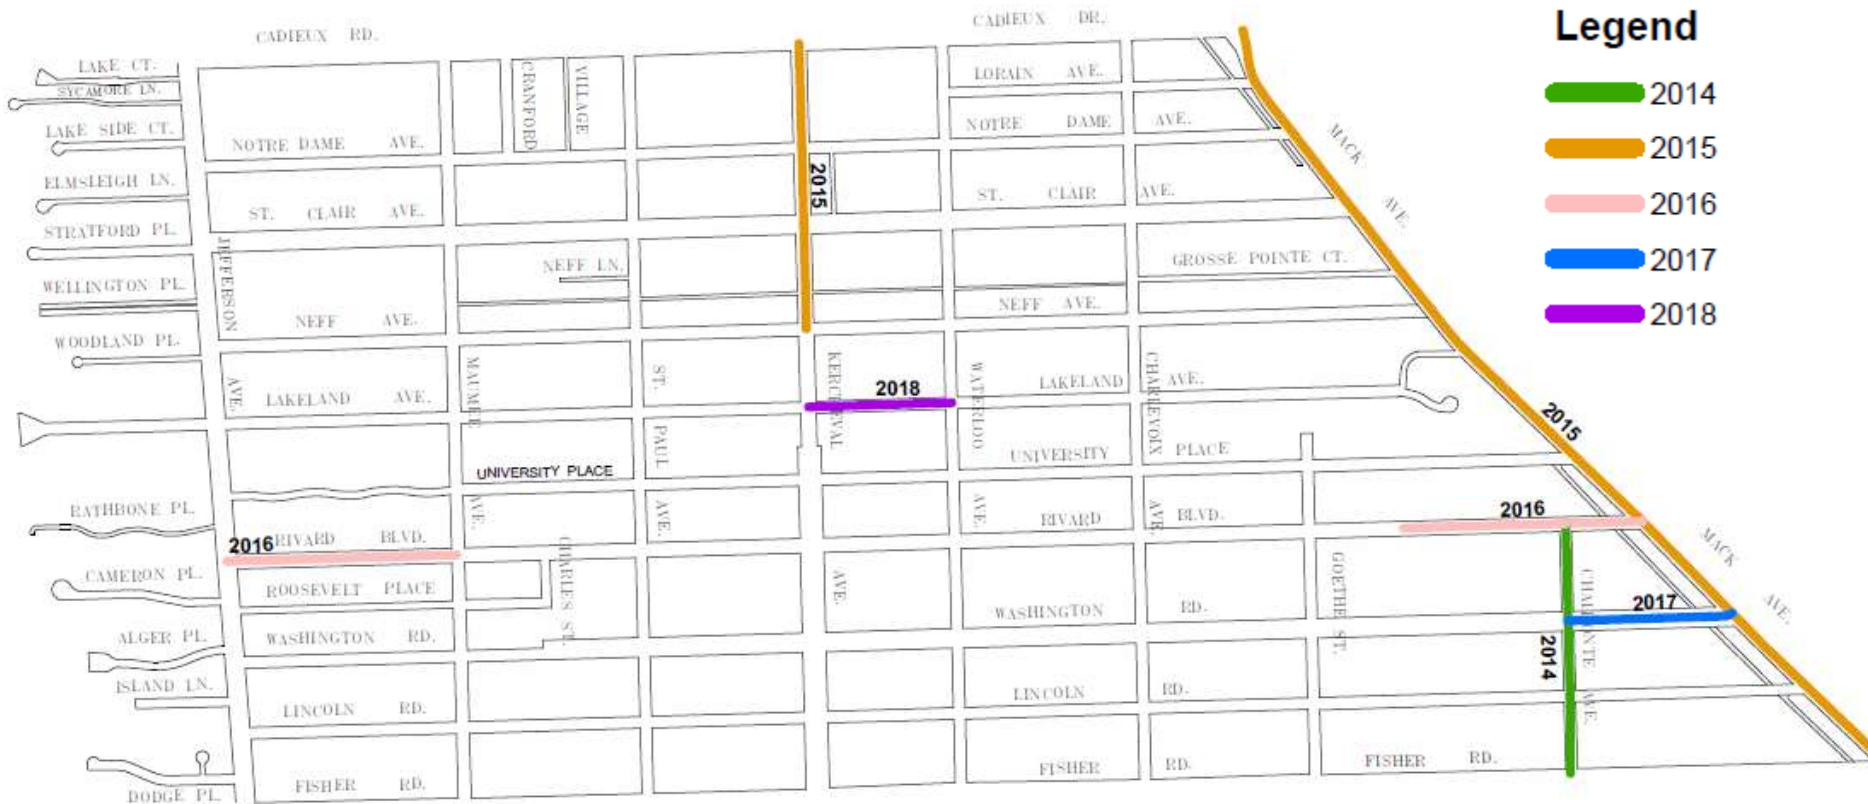 CADIEUX RD.
CADIEUX DR.
Legend
2014
2015
2016
2017
2018
LAKE CT.
SYCAMORE LN.
LAKE SIDE CT.
ELMSLEIGH LN.
STRATFORD PL.
WELLINGTON PL.
WOODLAND PL.
RATHBONE PL.
CAMERON PL.
ALGER PL.
ISLAND LN.
DODGE PL.
JEFFERSON
AVE.
NOTRE DAME AVE.
ST. CLAIR AVE.
NEFF AVE.
LAKELAND AVE.
2016
RIVARD BLVD.
ROOSEVELT PLACE
WASHINGTON RD.
LINCOLN RD.
FISHER RD.
CRANFORD
VILLAGE
NEFF LN.
MAUMEE
AVE.
UNIVERSITY PLACE
CHARLES ST.
ST.
PAUL
AVE.
2015
KERCHEVAL
AVE.
2018
WATERLOO
AVE.
LORAIN AVE.
NOTRE DAME AVE.
ST. CLAIR AVE.
GROSSE POINTE CT.
NEFF AVE.
LAKELAND AVE.
UNIVERSITY PLACE
RIVARD BLVD.
WASHINGTON RD.
LINCOLN RD.
FISHER RD.
CHARLEVOIX
AVE.
GOETHE ST.
FISHER RD.
MACK
AVE.
2015
MACK
AVE.
2016
2017
2014
AVE.